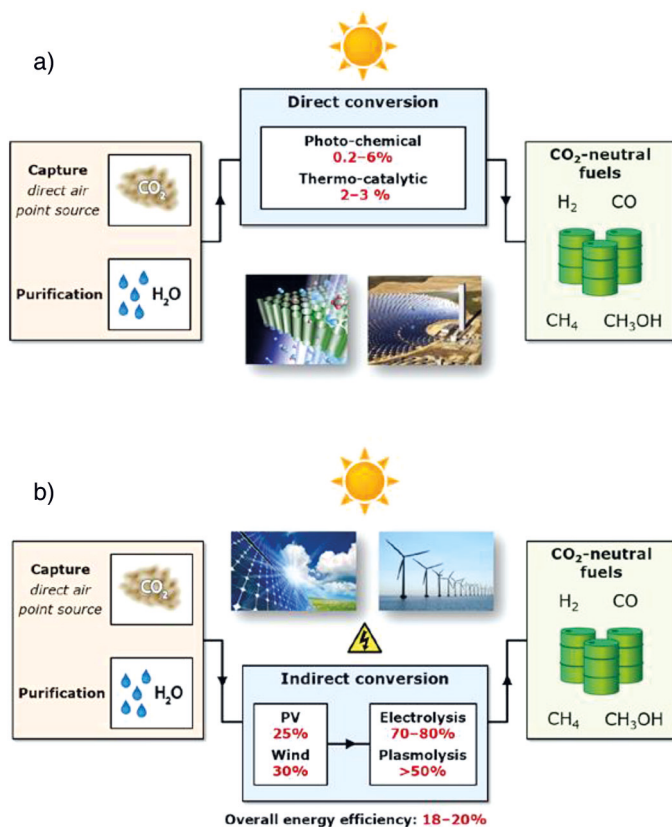 a)
Direct conversion
Photo-chemical
0.2–6%
Thermo-catalytic
2–3 %
Capture
direct air
point source
CO₂
Purification
H₂O
CO₂-neutral
fuels
H₂ CO
CH₄ CH₃OH
b)
Capture
direct air
point source
CO₂
Purification
H₂O
Indirect conversion
PV
25%
Wind
30%
Electrolysis
70–80%
Plasmolysis
>50%
Overall energy efficiency: 18–20%
CO₂-neutral
fuels
H₂ CO
CH₄ CH₃OH